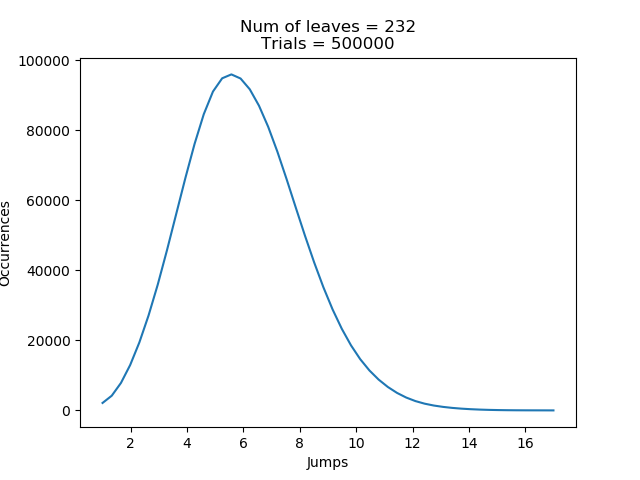 Num of leaves = 232
Trials = 500000
100000
80000
60000
40000
20000
0
Occurrences
2 4 6 8 10 12 14 16
Jumps